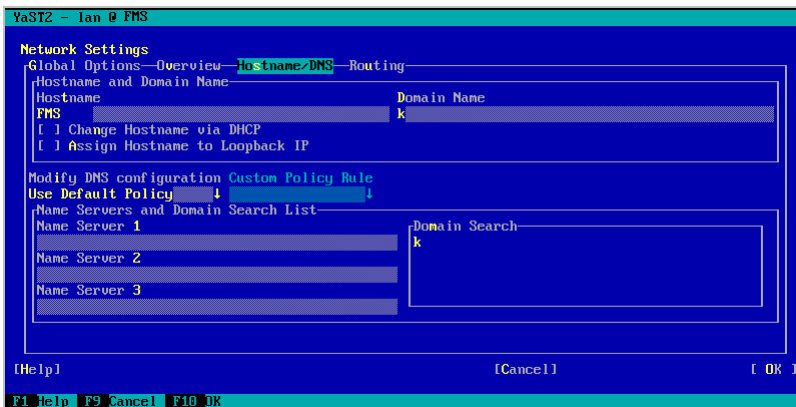 YaST2 - lan @ FMS
Network Settings
Global Options—Overview—Hostname/DNS—Routing
Hostname and Domain Name
Hostname Domain Name
FMS k
[ ] Change Hostname via DHCP
[ ] Assign Hostname to Loopback IP
Modify DNS configuration Custom Policy Rule
Use Default Policy↓ ↓
Name Servers and Domain Search List
Name Server 1 Domain Search
k
Name Server 2
Name Server 3
[Help] [Cancel] [ OK ]
F1 Help F9 Cancel F10 OK